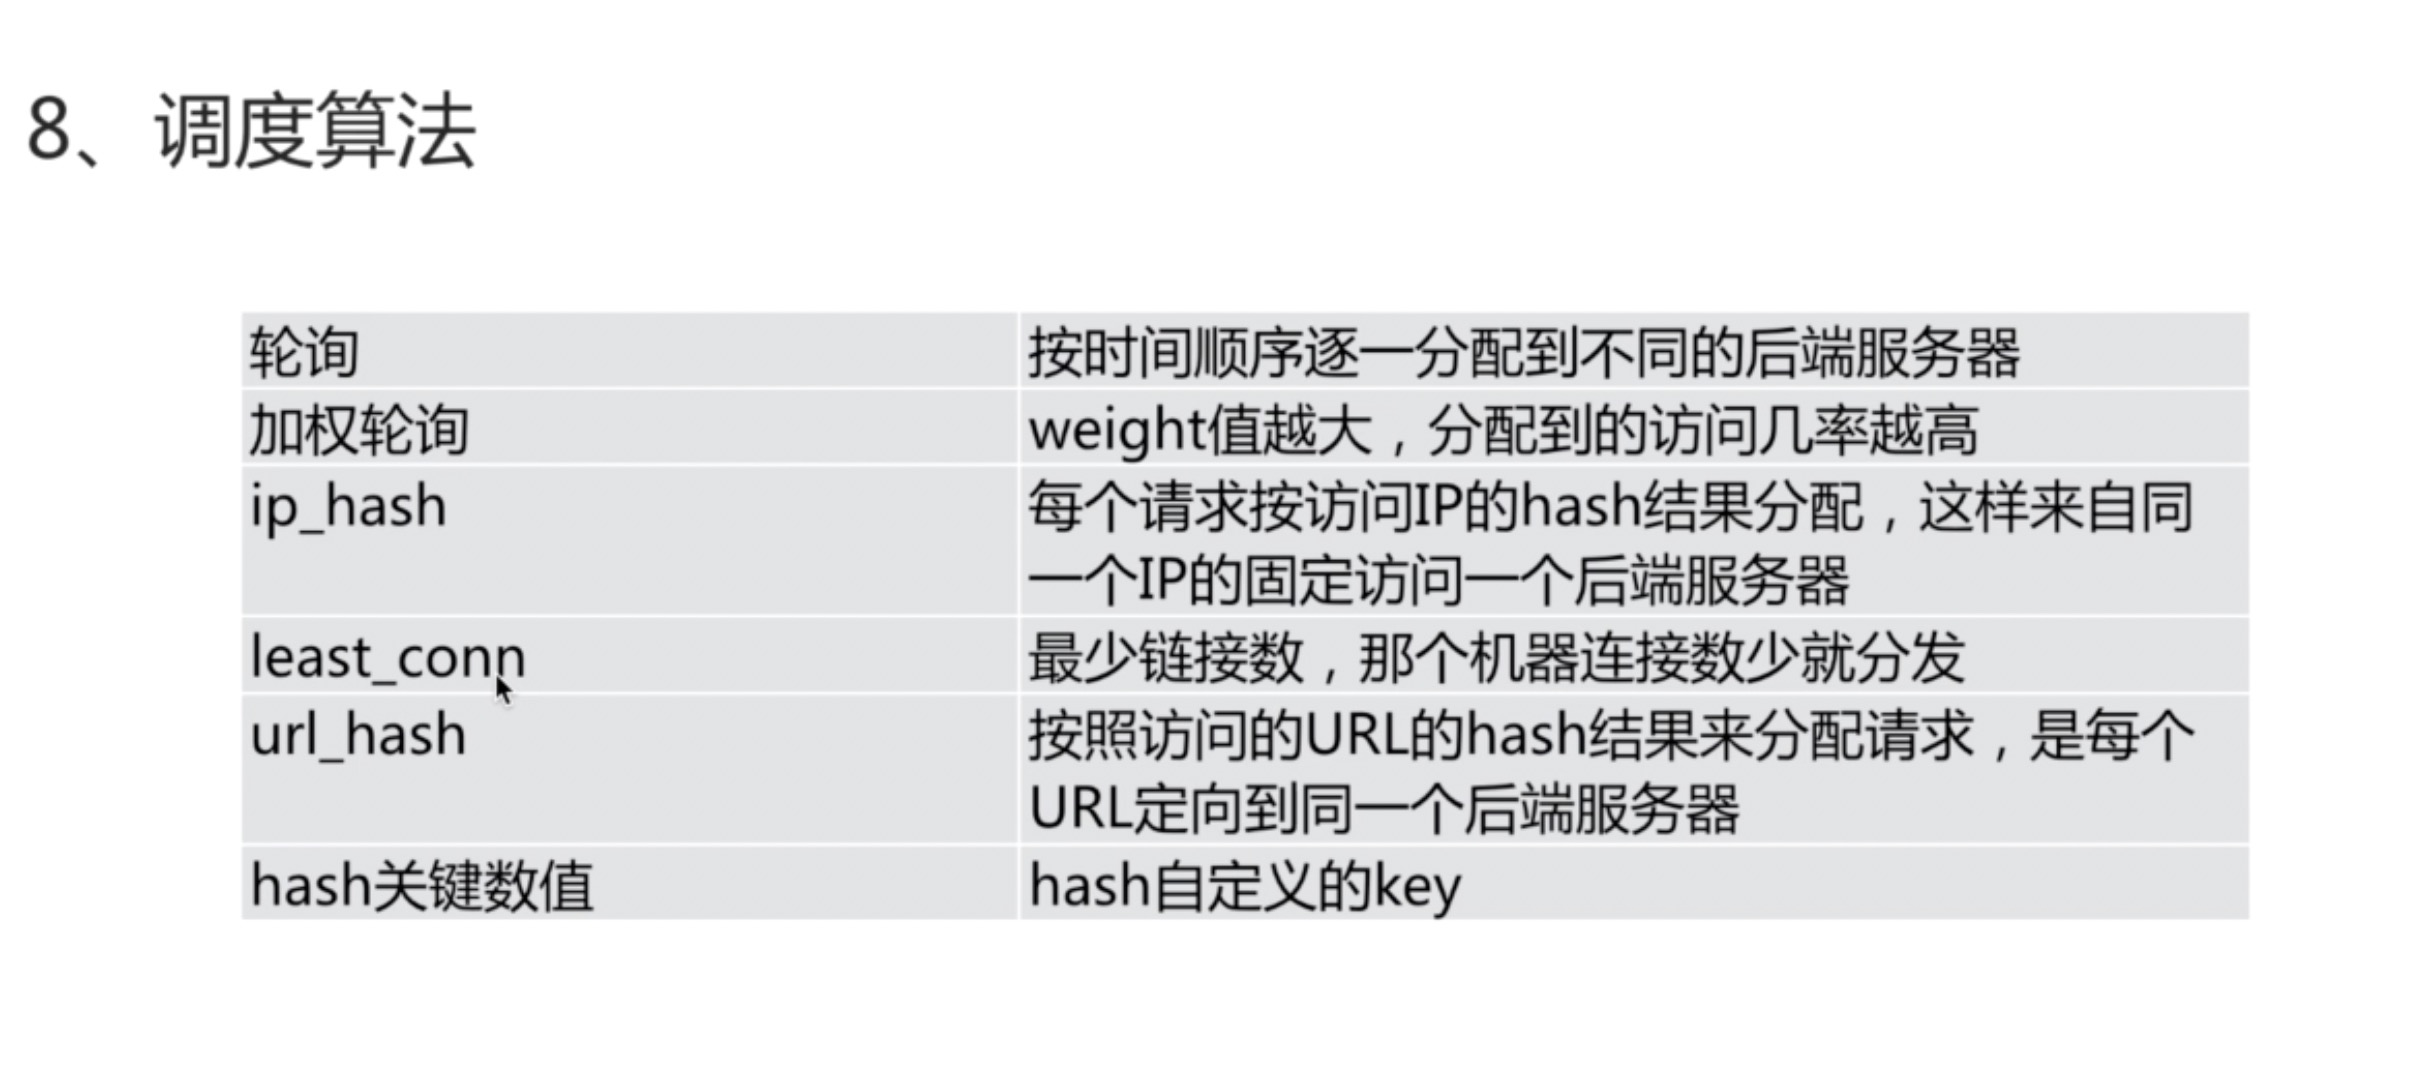 8、调度算法
轮询
按时间顺序逐一分配到不同的后端服务器
加权轮询
weight值越大，分配到的访问几率越高
ip_hash
每个请求按访问IP的hash结果分配，这样来自同
一个IP的固定访问一个后端服务器
least_conn
最少链接数，那个机器连接数少就分发
url_hash
按照访问的URL的hash结果来分配请求，是每个
URL定向到同一个后端服务器
hash关键数值
hash自定义的key